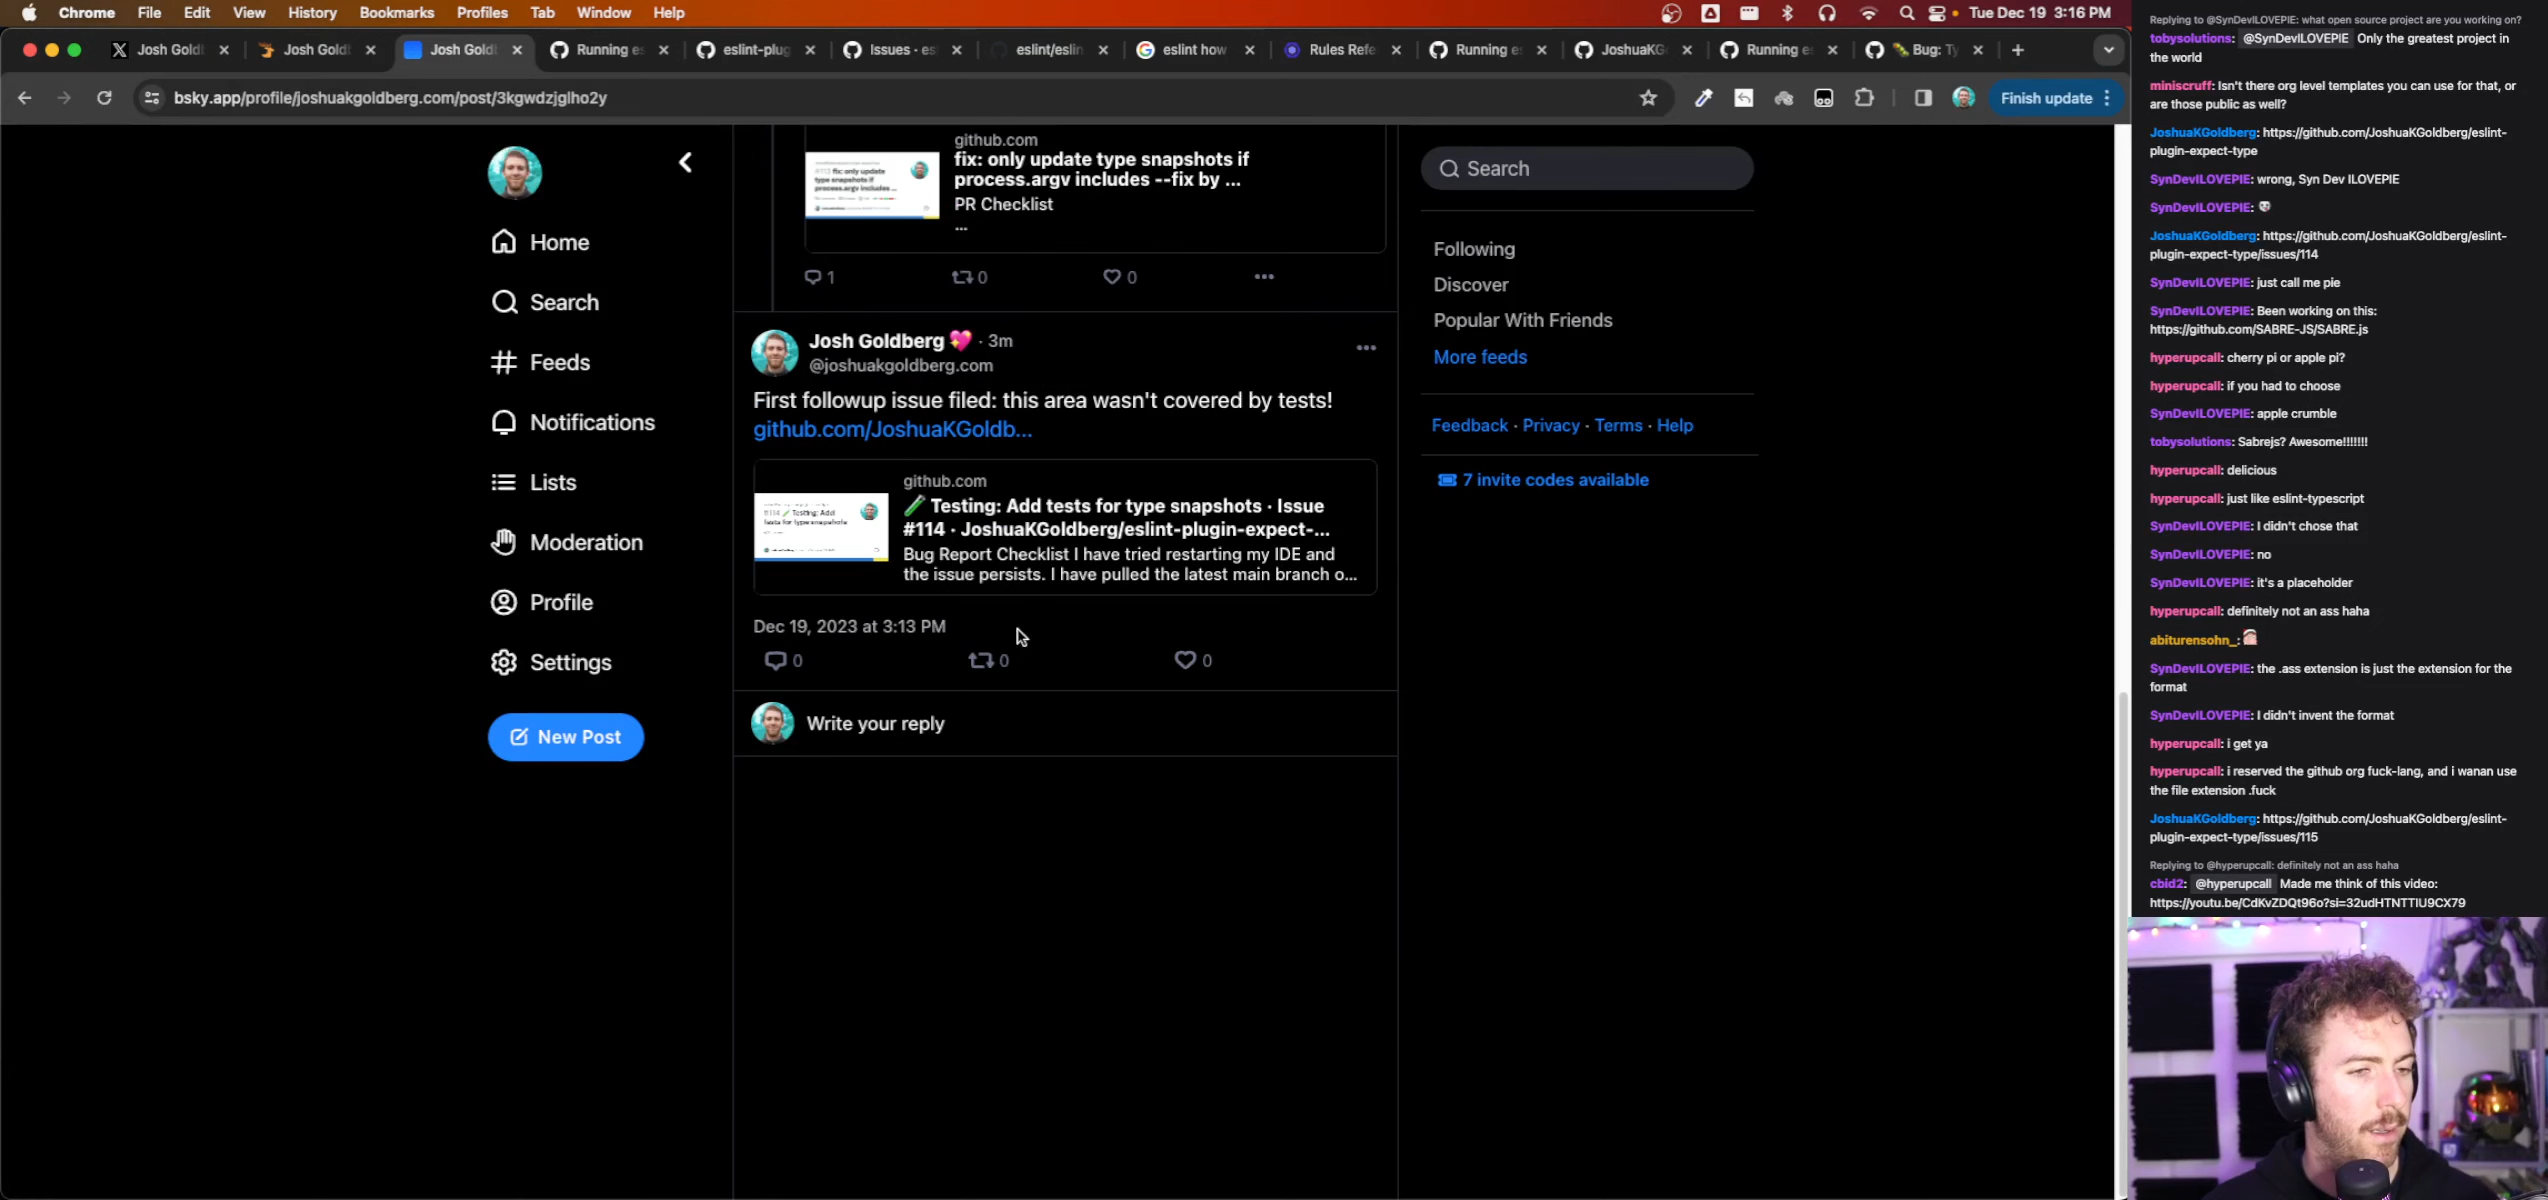 Chrome File Edit View History Bookmarks Profiles Tab Window Help
Tue Dec 19 3:16 PM
Josh Gold
Josh Gold
Josh Gold
Running e
eslint-plug
Issues - es
eslint/eslin
eslint how
Rules Refe
Running e
JoshuaKG
Running e
Bug: Ty
bsky.app/profile/joshuakgoldberg.com/post/3kgwdzjglho2y
Finish update
Home
Search
Feeds
Notifications
Lists
Moderation
Profile
Settings
New Post
github.com
fix: only update type snapshots if
process.argv includes --fix by ...
PR Checklist
...
1 0 0
Josh Goldberg 💖 · 3m
@joshuakgoldberg.com
First followup issue filed: this area wasn't covered by tests!
github.com/JoshuaKGoldb...
github.com
🧪 Testing: Add tests for type snapshots · Issue
#114 · JoshuaKGoldberg/eslint-plugin-expect-...
Bug Report Checklist I have tried restarting my IDE and
the issue persists. I have pulled the latest main branch o...
Dec 19, 2023 at 3:13 PM
0 0 0
Write your reply
Search
Following
Discover
Popular With Friends
More feeds
Feedback · Privacy · Terms · Help
7 invite codes available
Replying to @SynDevILOVEPIE: what open source project are you working on?
tobysolutions: @SynDevILOVEPIE Only the greatest project in
the world
miniscruff: Isn't there org level templates you can use for that, or
are those public as well?
JoshuaKGoldberg: https://github.com/JoshuaKGoldberg/eslint-
plugin-expect-type
SynDevILOVEPIE: wrong, Syn Dev ILOVEPIE
SynDevILOVEPIE:
JoshuaKGoldberg: https://github.com/JoshuaKGoldberg/eslint-
plugin-expect-type/issues/114
SynDevILOVEPIE: just call me pie
SynDevILOVEPIE: Been working on this:
https://github.com/SABRE-JS/SABRE.js
hyperupcall: cherry pi or apple pi?
hyperupcall: if you had to choose
SynDevILOVEPIE: apple crumble
tobysolutions: Sabrejs? Awesome!!!!!!!
hyperupcall: delicious
hyperupcall: just like eslint-typescript
SynDevILOVEPIE: I didn't chose that
SynDevILOVEPIE: no
SynDevILOVEPIE: it's a placeholder
hyperupcall: definitely not an ass haha
abiturensohn_:
SynDevILOVEPIE: the .ass extension is just the extension for the
format
SynDevILOVEPIE: I didn't invent the format
hyperupcall: i get ya
hyperupcall: i reserved the github org fuck-lang, and i wanan use
the file extension .fuck
JoshuaKGoldberg: https://github.com/JoshuaKGoldberg/eslint-
plugin-expect-type/issues/115
Replying to @hyperupcall: definitely not an ass haha
cbid2: @hyperupcall Made me think of this video:
https://youtu.be/CdKvZDQt96o?si=32udHTNTTIU9CX79